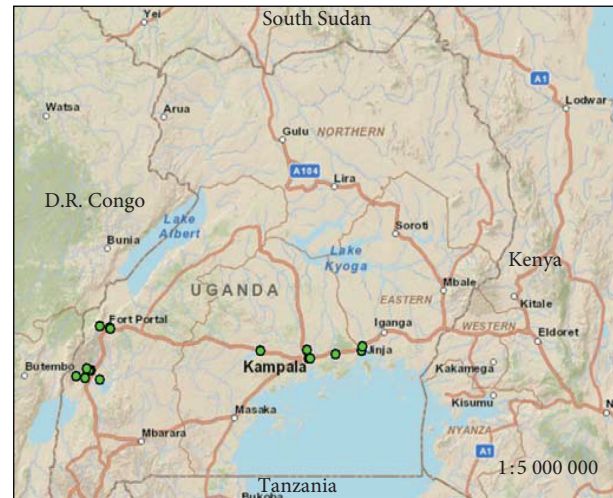 South Sudan
Yei
A1
Watsa
Arua
Lodwar
Gulu
NORTHERN
A104
Lira
D.R. Congo
Lake
Albert
Soroti
Bunia
Lake
Kyoga
Kenya
UGANDA
Mbale
EASTERN
Kitale
Fort Portal
Iganga
WESTERN
Eldoret
Butembo
Kampala
Jinja
Kakamega
Kisumu
Masaka
N
Mbarara
NYANZA
A1
1:5 000 000
Tanzania
Bukoba